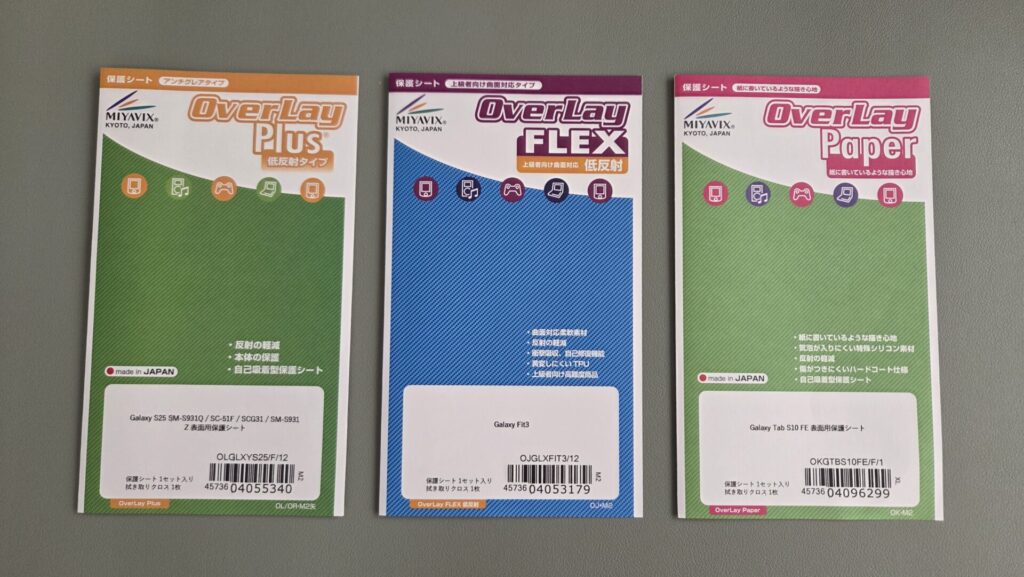 保護シート アンチグレアタイプ
MIYAVIX®
KYOTO, JAPAN
OverLay
Plus®
低反射タイプ
・反射の軽減
・本体の保護
・自己吸着型保護シート
made in JAPAN
Galaxy S25 SM-S931Q / SC-51F / SCG31 / SM-S931
Z 表面用保護シート
OLGLXYS25/F/12
保護シート 1セット入り
拭き取りクロス 1枚
M2
45736 04055340
OverLay Plus
OL/OR-M2矢
保護シート 上級者向け曲面対応タイプ
MIYAVIX®
KYOTO, JAPAN
OverLay
FLEX
上級者向け曲面対応 低反射
・曲面対応柔軟素材
・反射の軽減
・衝撃吸収、自己修復機能
・黄変しにくいTPU
・上級者向け高難度商品
Galaxy Fit3
OJGLXFIT3/12
保護シート 1セット入り
拭き取りクロス 1枚
M2
45736 04053179
OverLay FLEX 低反射
OJ-M2
保護シート 紙に書いているような描き心地
MIYAVIX®
KYOTO, JAPAN
OverLay
Paper
紙に書いているような描き心地
・紙に書いているような描き心地
・気泡が入りにくい特殊シリコン素材
・反射の軽減
・傷がつきにくいハードコート仕様
・自己吸着型保護シート
made in JAPAN
Galaxy Tab S10 FE 表面用保護シート
OKGTBS10FE/F/1
保護シート 1セット入り
拭き取りクロス 1枚
XL
45736 04096299
OverLay Paper
OK-M2